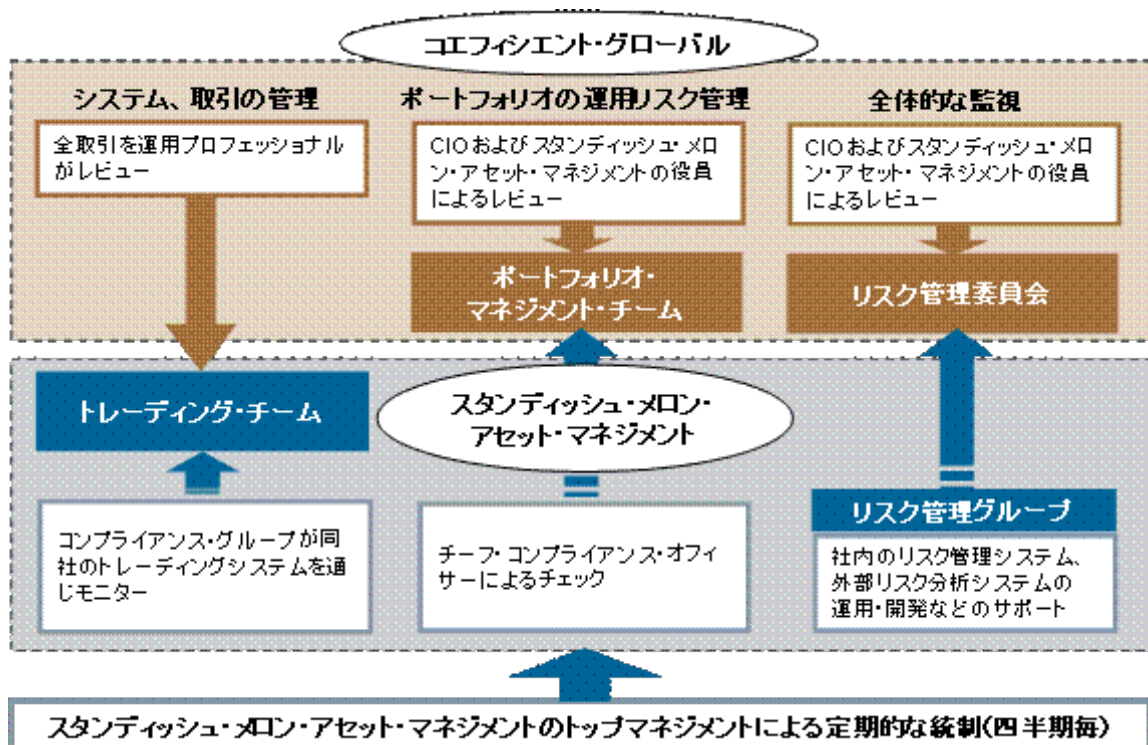 コエフィシエント・グローバル
システム、取引の管理
全取引を運用プロフェッショナル
がレビュー
ポートフォリオの運用リスク管理
CIOおよびスタンディッシュ・メロ
ン・アセット・マネジメントの役員
によるレビュー
全体的な監視
CIOおよびスタンディッシュ・メロ
ン・アセット・マネジメントの役員
によるレビュー
ポートフォリオ・
マネジメント・チーム
リスク管理委員会
トレーディング・チーム
スタンディッシュ・メロン・
アセット・マネジメント
コンプライアンス・グループが同
社のトレーディングシステムを通
じモニター
チーフ・コンプライアンス・オフィ
サーによるチェック
リスク管理グループ
社内のリスク管理システム、
外部リスク分析システムの
運用・開発などのサポート
スタンディッシュ・メロン・アセット・マネジメントのトップマネジメントによる定期的な統制(四半期毎)